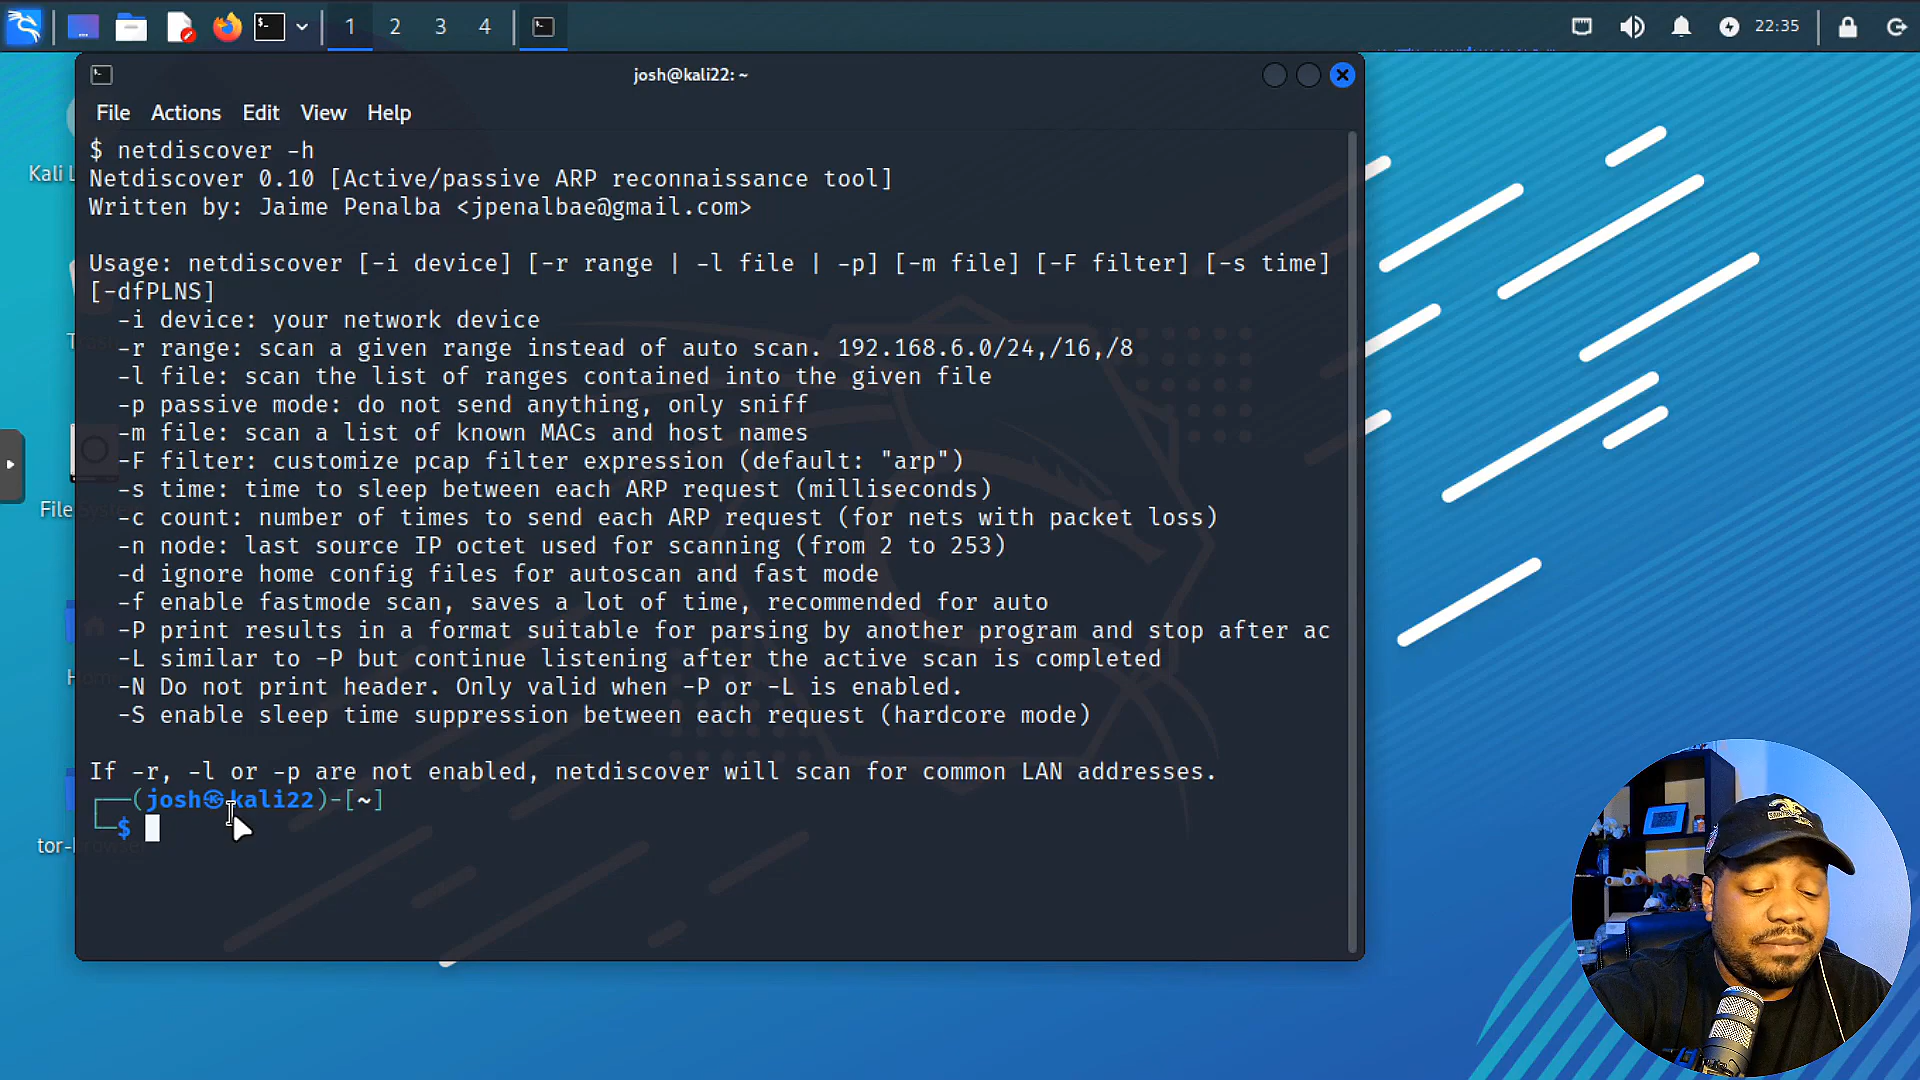 1 2 3 4 22:35
josh@kali22: ~
File Actions Edit View Help
$ netdiscover -h
Netdiscover 0.10 [Active/passive ARP reconnaissance tool]
Written by: Jaime Penalba <jpenalbae@gmail.com>
Usage: netdiscover [-i device] [-r range | -l file | -p] [-m file] [-F filter] [-s time]
[-dfPLNS]
-i device: your network device
-r range: scan a given range instead of auto scan. 192.168.6.0/24,/16,/8
-l file: scan the list of ranges contained into the given file
-p passive mode: do not send anything, only sniff
-m file: scan a list of known MACs and host names
-F filter: customize pcap filter expression (default: "arp")
-s time: time to sleep between each ARP request (milliseconds)
-c count: number of times to send each ARP request (for nets with packet loss)
-n node: last source IP octet used for scanning (from 2 to 253)
-d ignore home config files for autoscan and fast mode
-f enable fastmode scan, saves a lot of time, recommended for auto
-P print results in a format suitable for parsing by another program and stop after ac
-L similar to -P but continue listening after the active scan is completed
-N Do not print header. Only valid when -P or -L is enabled.
-S enable sleep time suppression between each request (hardcore mode)
If -r, -l or -p are not enabled, netdiscover will scan for common LAN addresses.
┌──(josh㉿kali22)-[~]
└─$
Kali L
File System
tor-browser